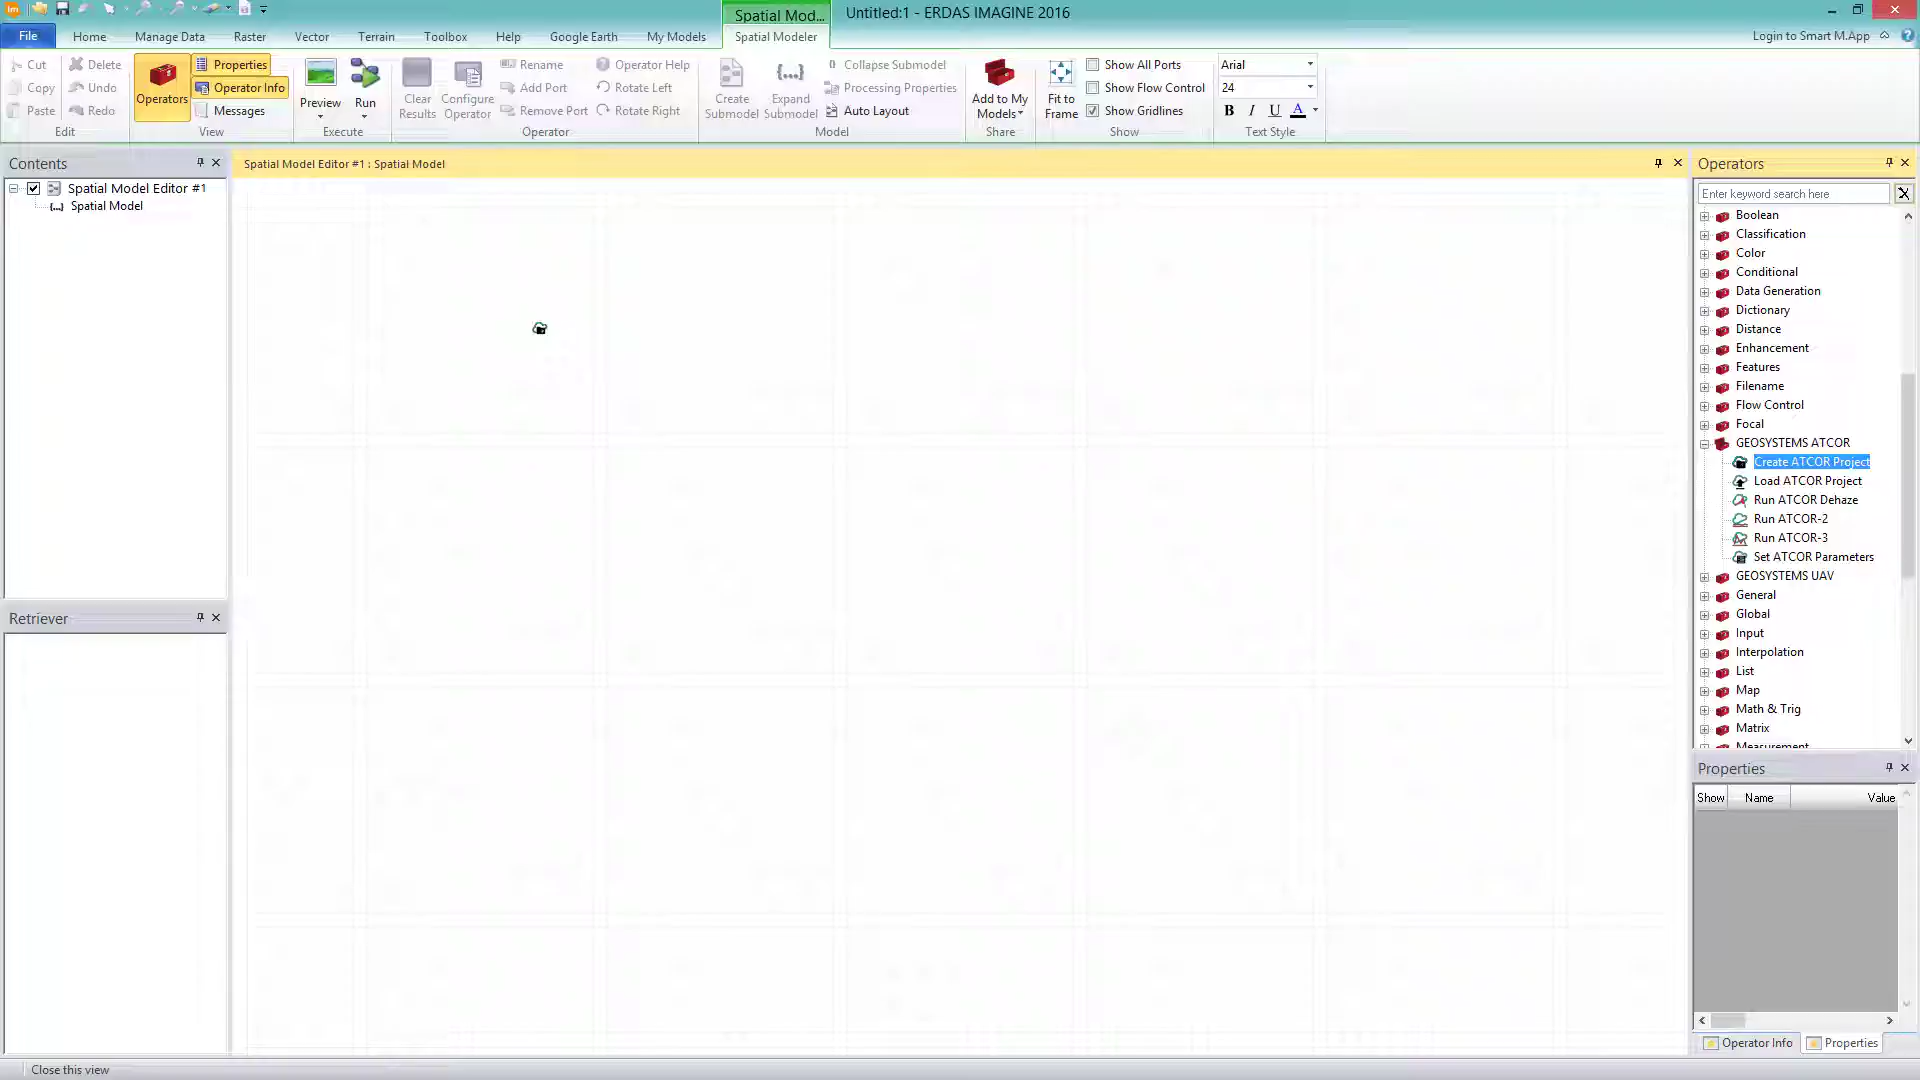 Spatial Mod...
Untitled:1 - ERDAS IMAGINE 2016
File
Home
Manage Data
Raster
Vector
Terrain
Toolbox
Help
Google Earth
My Models
Spatial Modeler
Login to Smart M.App
Cut
Copy
Paste
Delete
Undo
Redo
Edit
Operators
Properties
Operator Info
Messages
View
Preview
Run
Execute
Clear Results
Configure Operator
Rename
Add Port
Remove Port
Operator Help
Rotate Left
Rotate Right
Operator
Create Submodel
Expand Submodel
Collapse Submodel
Processing Properties
Auto Layout
Model
Add to My Models
Share
Fit to Frame
Show All Ports
Show Flow Control
Show Gridlines
Show
Arial
24
B I U A
Text Style
Contents
Spatial Model Editor #1
Spatial Model
Retriever
Spatial Model Editor #1 : Spatial Model
Operators
Enter keyword search here
Boolean
Classification
Color
Conditional
Data Generation
Dictionary
Distance
Enhancement
Features
Filename
Flow Control
Focal
GEOSYSTEMS ATCOR
Create ATCOR Project
Load ATCOR Project
Run ATCOR Dehaze
Run ATCOR-2
Run ATCOR-3
Set ATCOR Parameters
GEOSYSTEMS UAV
General
Global
Input
Interpolation
List
Map
Math & Trig
Matrix
Measurement
Properties
Show
Name
Value
Operator Info
Properties
Close this view